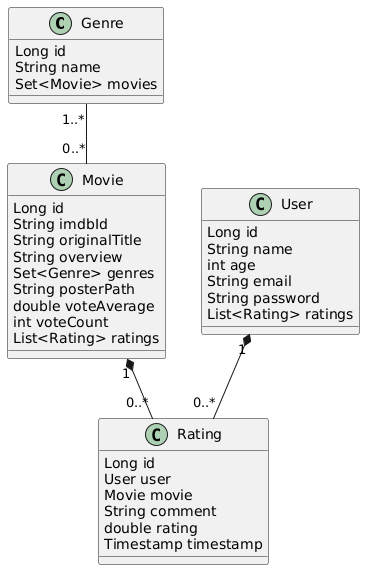 C Genre
Long id
String name
Set<Movie> movies
1..*
0..*
C Movie
Long id
String imdbId
String originalTitle
String overview
Set<Genre> genres
String posterPath
double voteAverage
int voteCount
List<Rating> ratings
C User
Long id
String name
int age
String email
String password
List<Rating> ratings
1
1
0..*
0..*
C Rating
Long id
User user
Movie movie
String comment
double rating
Timestamp timestamp